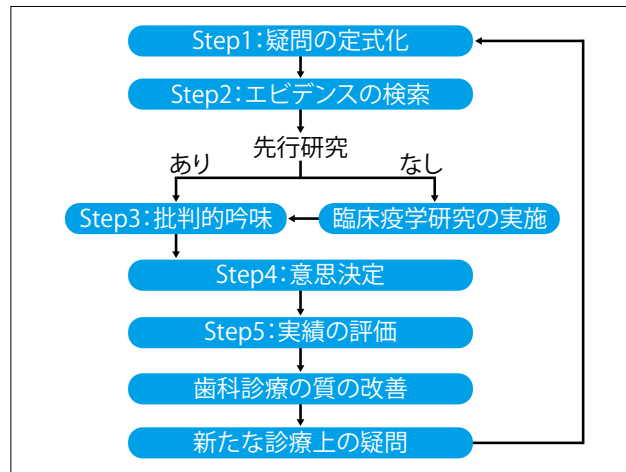 Step1：疑問の定式化
Step2：エビデンスの検索
先行研究
あり
なし
Step3：批判的吟味
臨床疫学研究の実施
Step4：意思決定
Step5：実績の評価
歯科診療の質の改善
新たな診療上の疑問